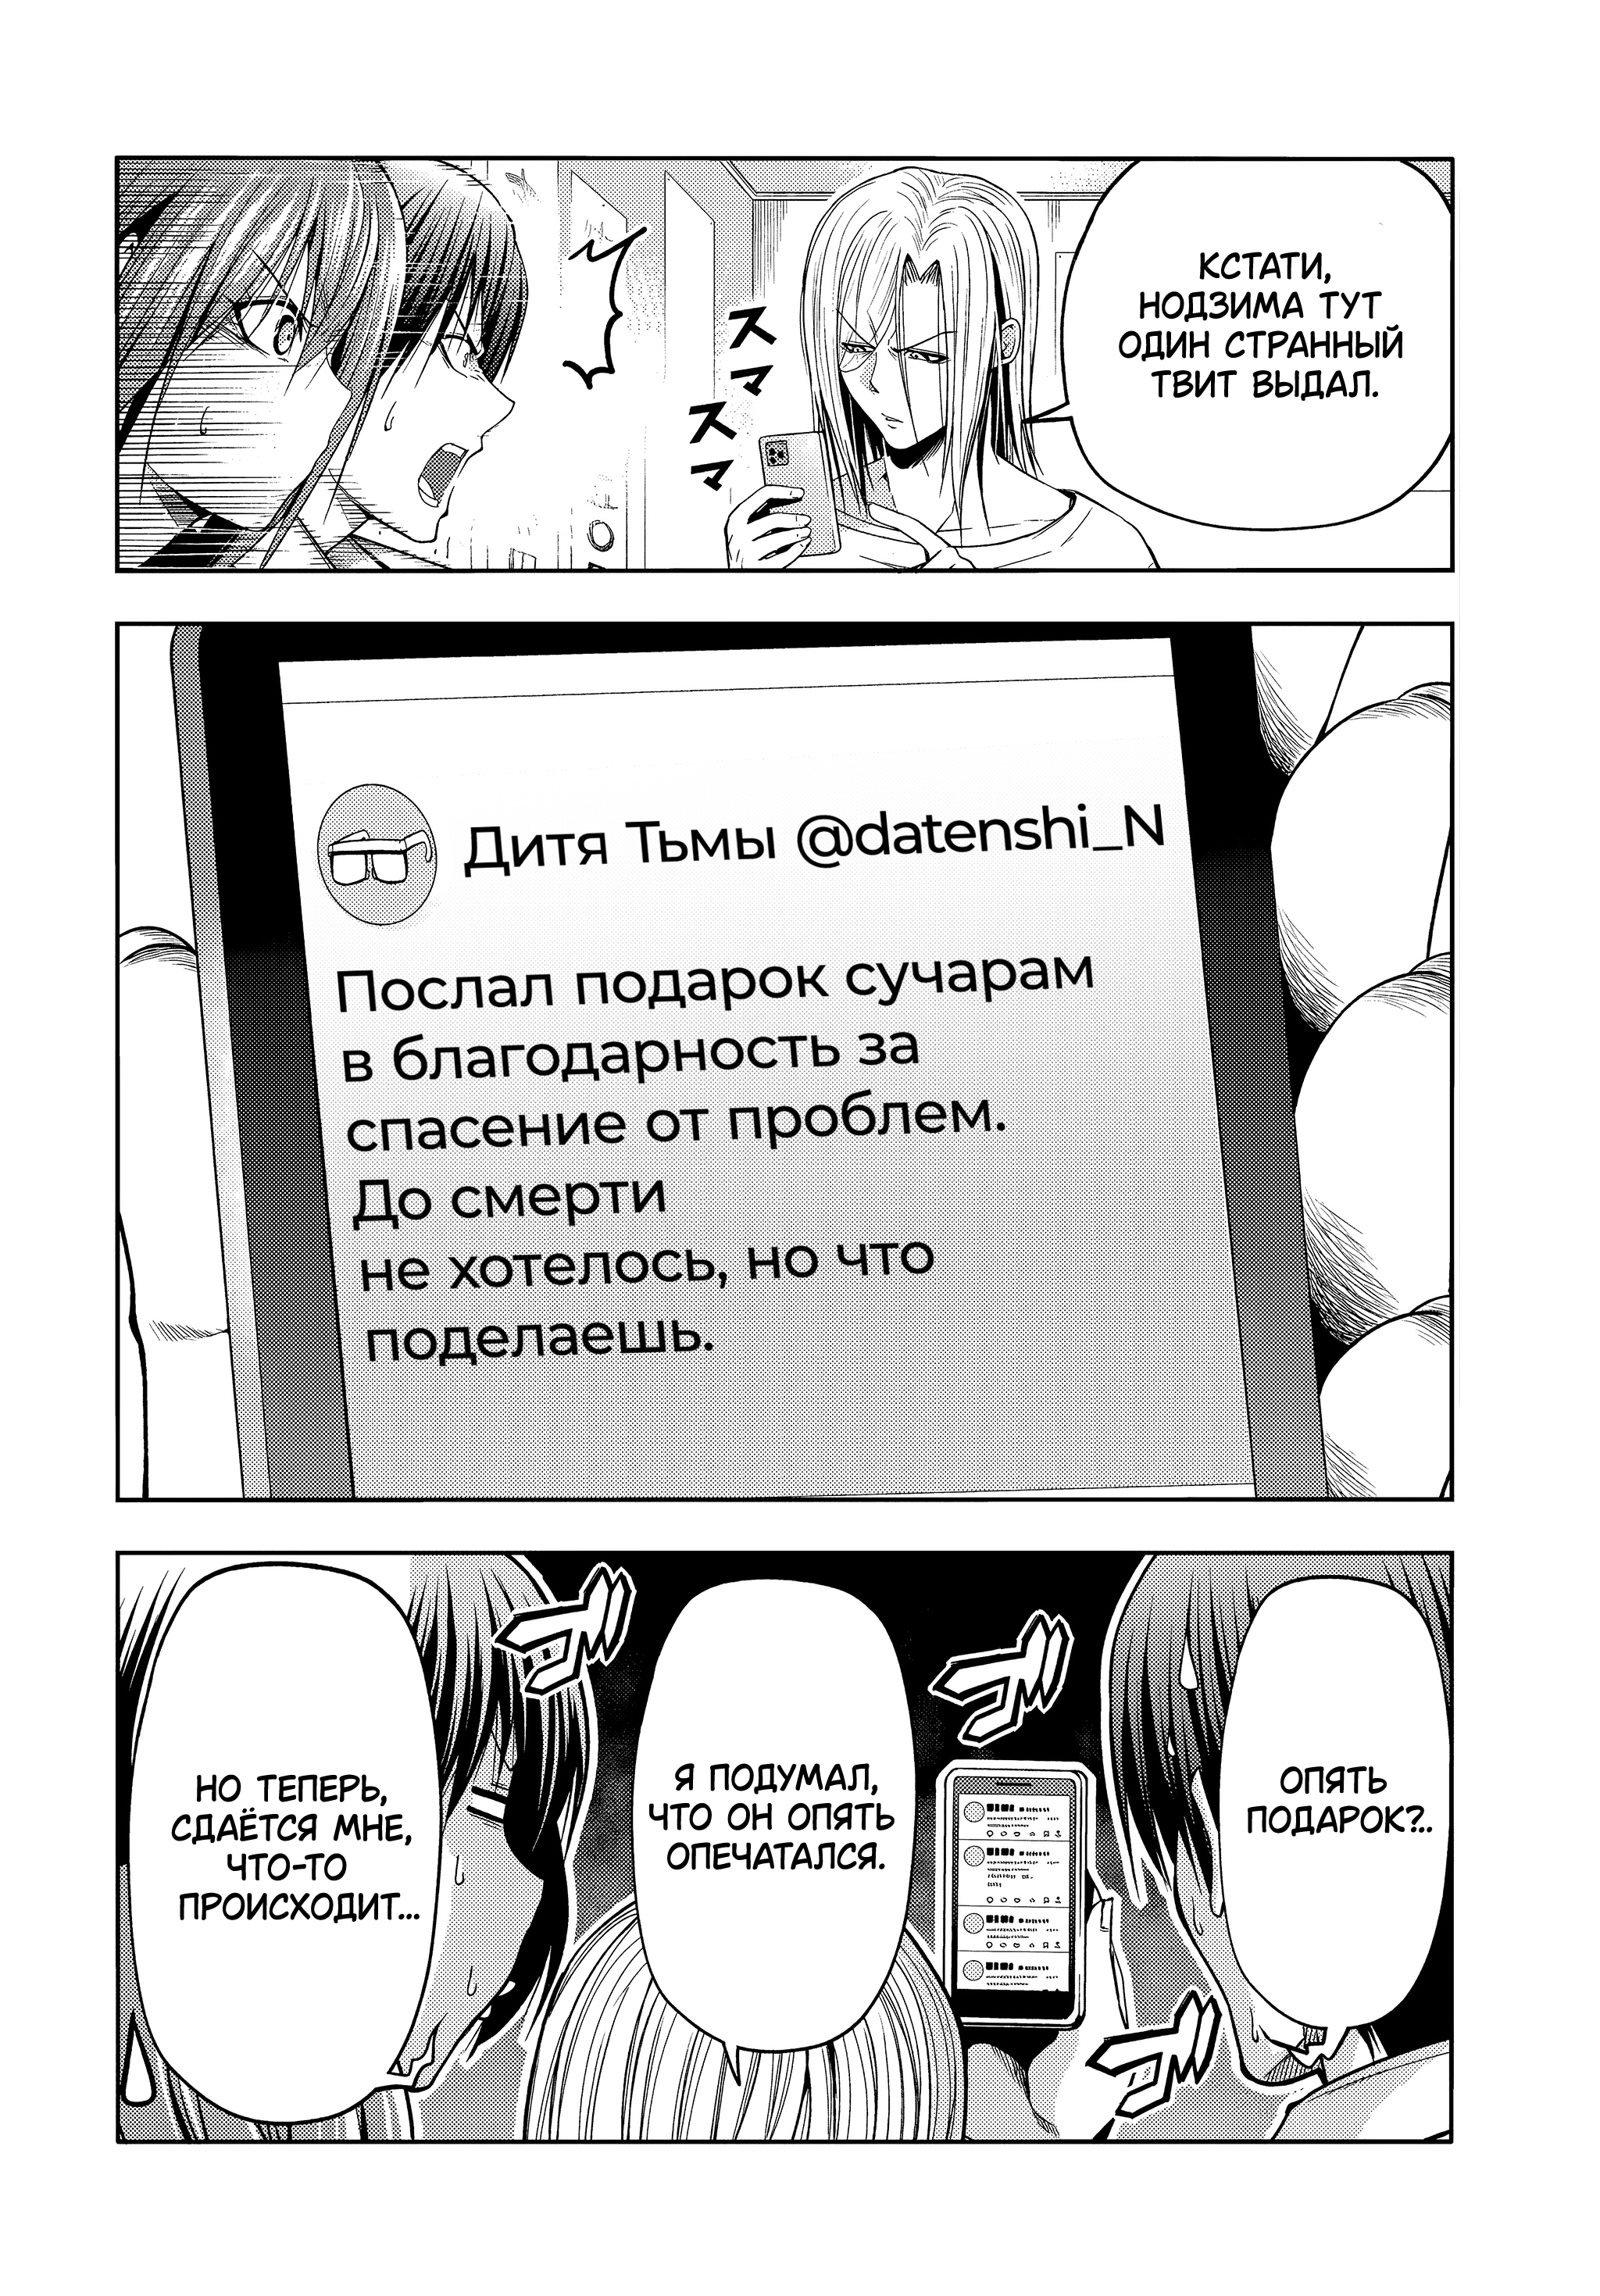 КСТАТИ,
НОДЗИМА ТУТ
ОДИН СТРАННЫЙ
ТВИТ ВЫДАЛ.
スマ
スマ
Дитя Тьмы @datenshi_N
Послал подарок сучарам
в благодарность за
спасение от проблем.
До смерти
не хотелось, но что
поделаешь.
ОПЯТЬ
ПОДАРОК?..
Я ПОДУМАЛ,
ЧТО ОН ОПЯТЬ
ОПЕЧАТАЛСЯ.
НО ТЕПЕРЬ,
СДАЁТСЯ МНЕ,
ЧТО-ТО
ПРОИСХОДИТ...